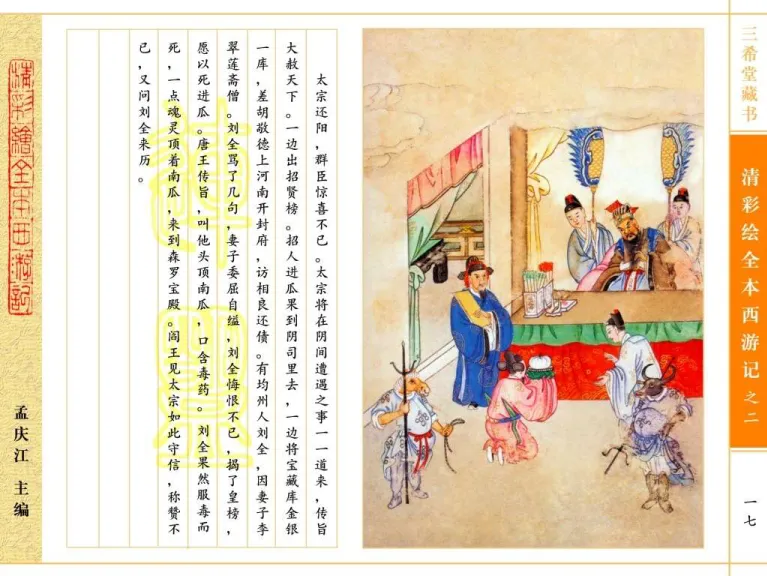 三希堂藏书
清彩绘全本西游记之二
一七
太宗还阳，群臣惊喜不已。太宗将在阴间遭遇之事一一道来，传旨
大赦天下。一边出招贤榜。招人进瓜果到阴司里去，一边将宝藏库金银
一库，差胡敬德上河南开封府，访相良还债。有均州人刘全，因妻子李
翠莲斋僧。刘全骂了几句，妻子委屈自缢，刘全悔恨不已，揭了皇榜，
愿以死进瓜。唐王传旨，叫他头顶南瓜，口含毒药。刘全果然服毒而
死，一点魂灵顶着南瓜，来到森罗宝殿。阎王见太宗如此守信，称赞不
已，又问刘全来历。
清彩繪全本西游記
孟庆江 主编